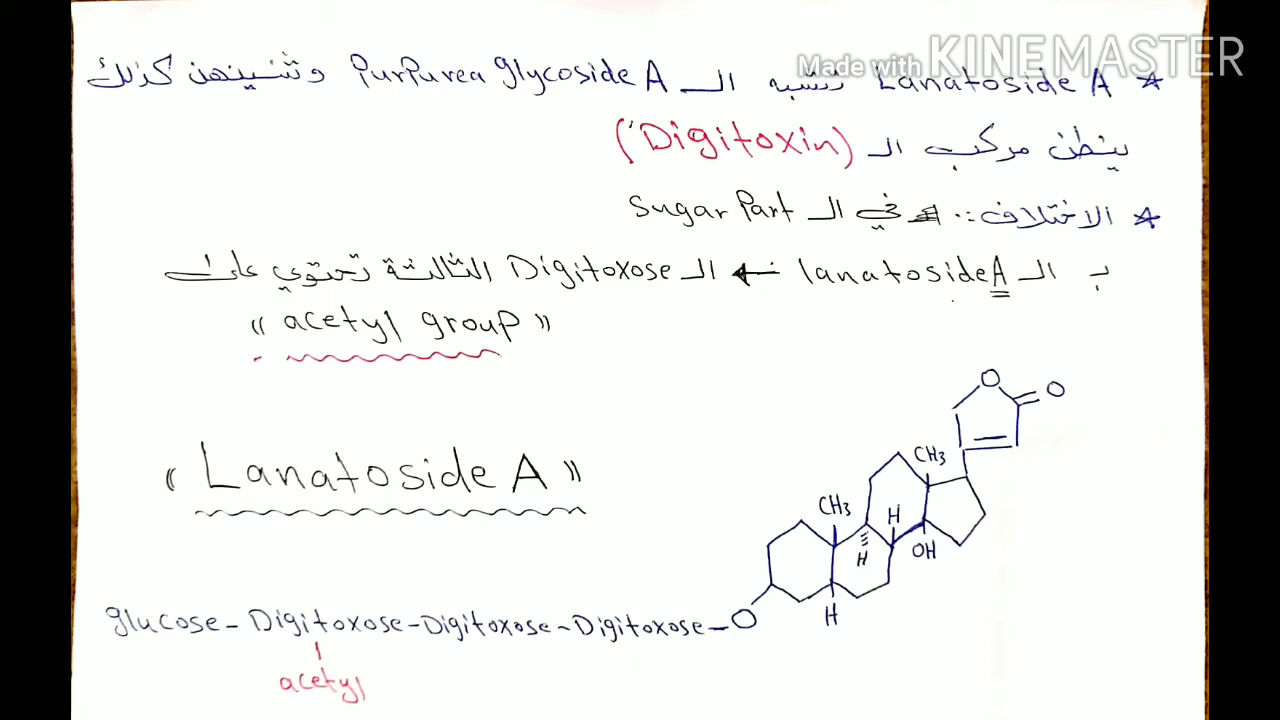 Made with KINEMASTER
* Lanatoside A تشبه الـ Purpurea glycoside A وثنينهن كذلك
ينطن مركب الـ (Digitoxin)
* الاختلاف :. في الـ Sugar Part
بـ الـ lanatoside A ← الـ Digitoxose الثالثة تحتوي على
" acetyl group "
" Lanatoside A "
O
O
CH3
CH3
H
H
OH
glucose - Digitoxose - Digitoxose - Digitoxose - O
H
acetyl